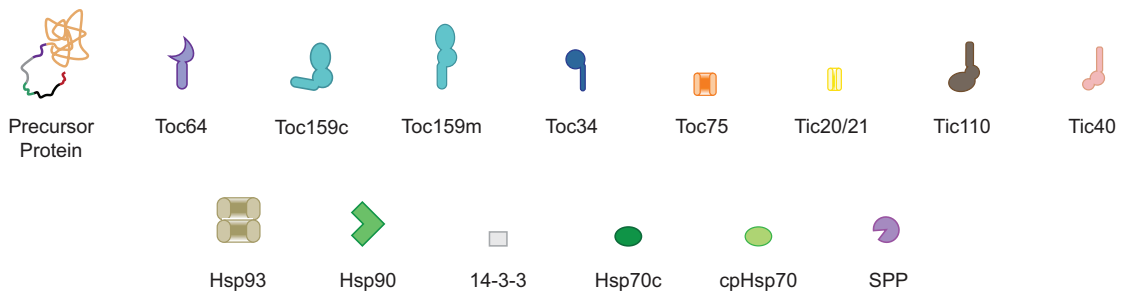 Precursor
Protein
Toc64
Toc159c
Toc159m
Toc34
Toc75
Tic20/21
Tic110
Tic40
Hsp93
Hsp90
14-3-3
Hsp70c
cpHsp70
SPP